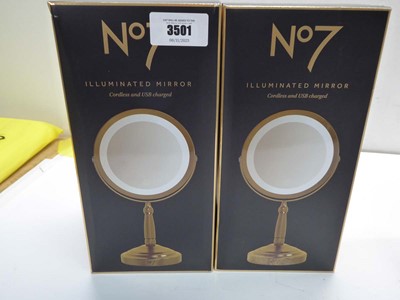 3501
No7
ILLUMINATED MIRROR
Cordless and USB charged
No7
ILLUMINATED MIRROR
Cordless and USB charged